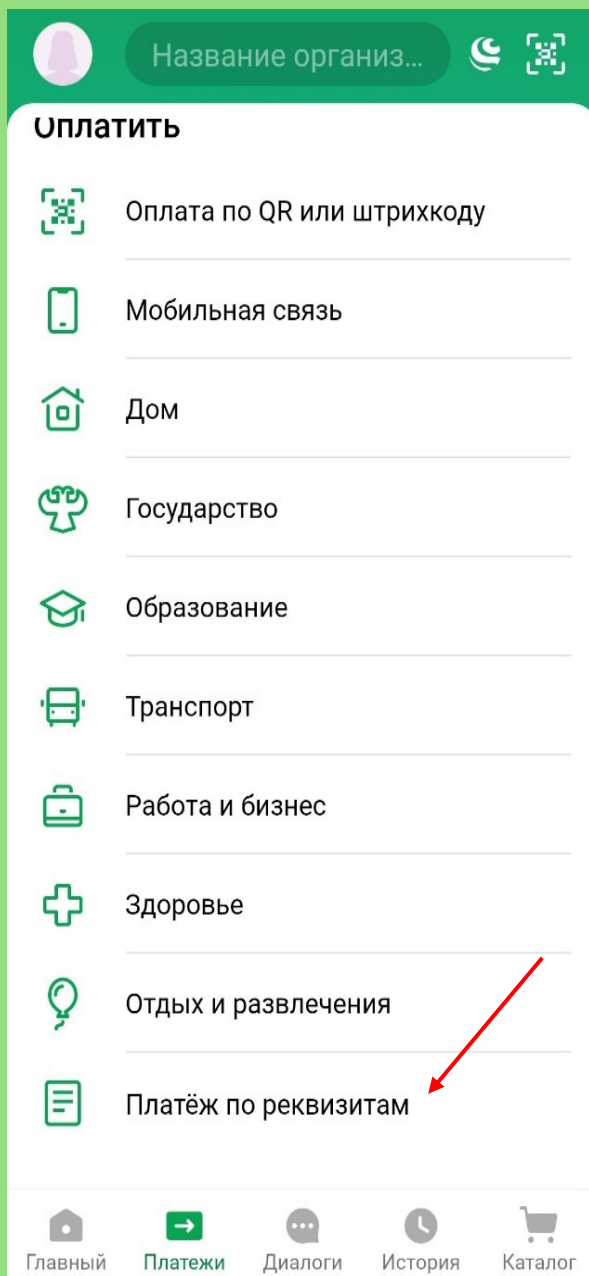 Название организ...
Оплатить
Оплата по QR или штрихкоду
Мобильная связь
Дом
Государство
Образование
Транспорт
Работа и бизнес
Здоровье
Отдых и развлечения
Платёж по реквизитам
Главный Платежи Диалоги История Каталог